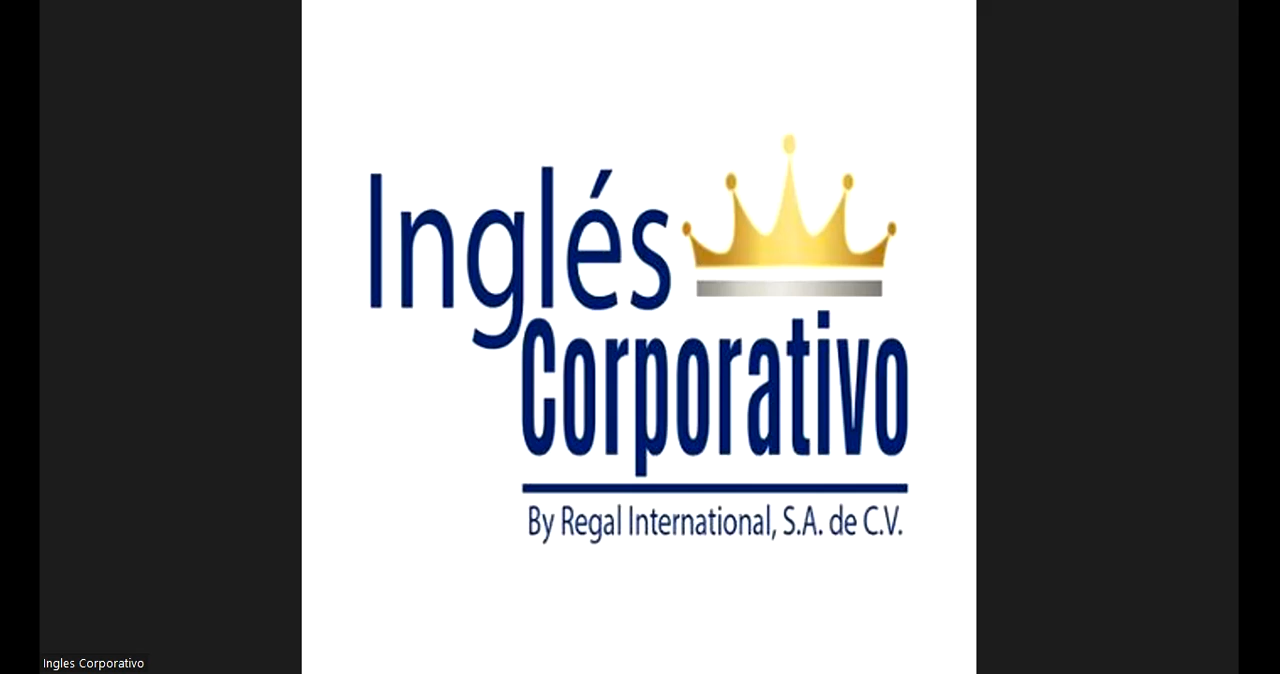 Inglés
Corporativo
By Regal International, S.A. de C.V.
Ingles Corporativo